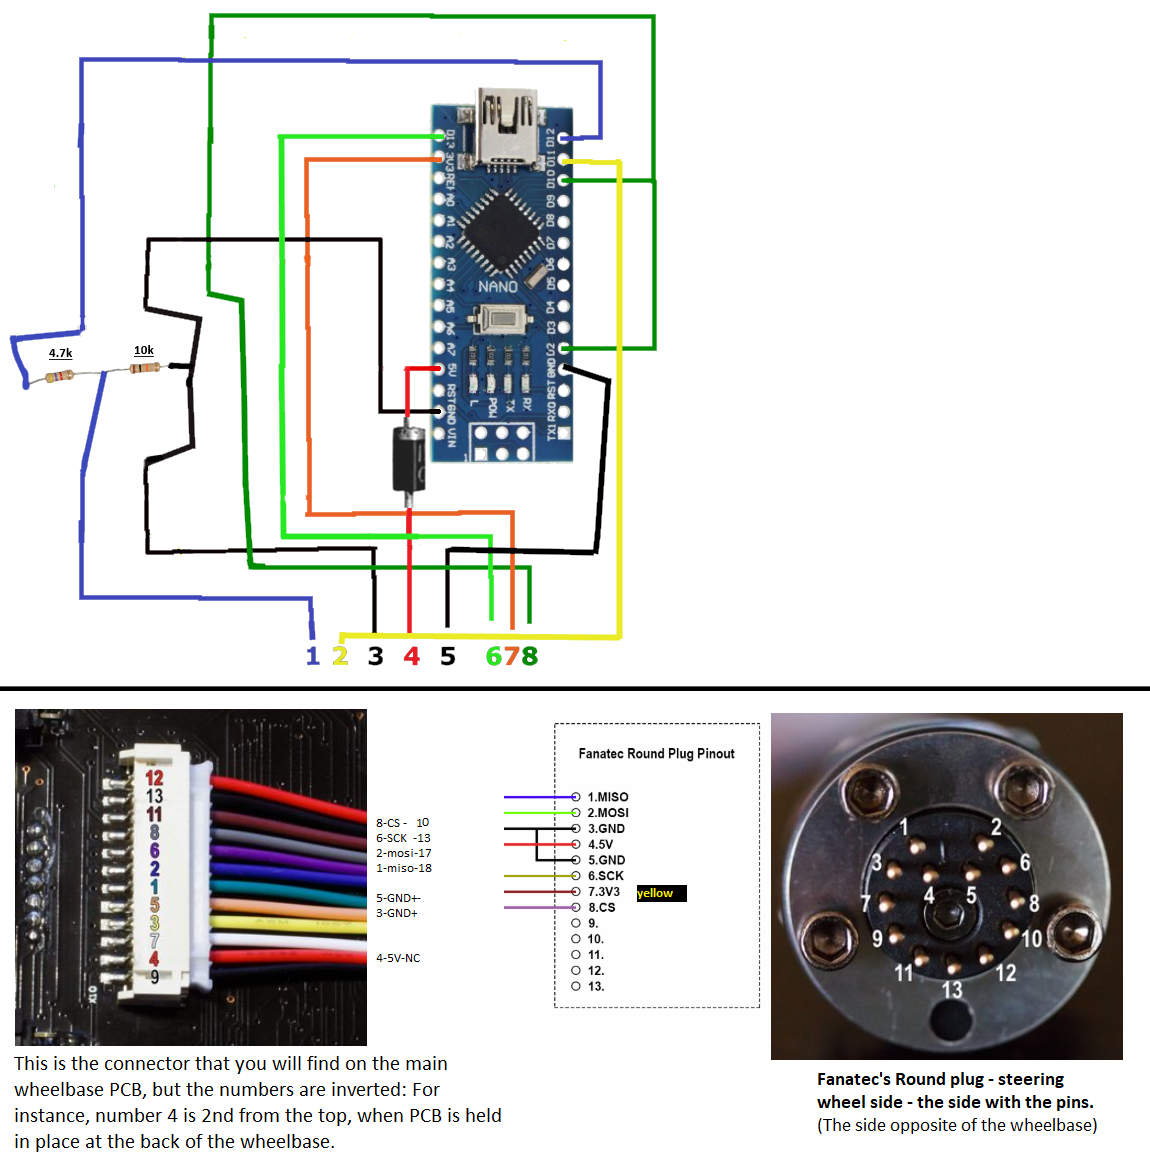 D13
3V3
REF
A0
A1
A2
A3
A4
A5
A6
A7
5V
RST
GND
VIN
D12
D11
D10
D9
D8
D7
D6
D5
D4
D3
D2
GND
RST
RX0
TX1
NANO
L
POW
TX
RX
1
4.7k
10k
1 2 3 4 5 6 7 8
12
13
11
8
6
2
1
5
3
7
4
9
X10
8-CS - 10
6-SCK -13
2-mosi-17
1-miso-18
5-GND+-
3-GND+
4-5V-NC
Fanatec Round Plug Pinout
1.MISO
2.MOSI
3.GND
4.5V
5.GND
6.SCK
7.3V3 yellow
8.CS
9.
10.
11.
12.
13.
1 2
3 6
4 5
7 8
9 10
11 12
13
This is the connector that you will find on the main
wheelbase PCB, but the numbers are inverted: For
instance, number 4 is 2nd from the top, when PCB is held
in place at the back of the wheelbase.
Fanatec's Round plug - steering
wheel side - the side with the pins.
(The side opposite of the wheelbase)